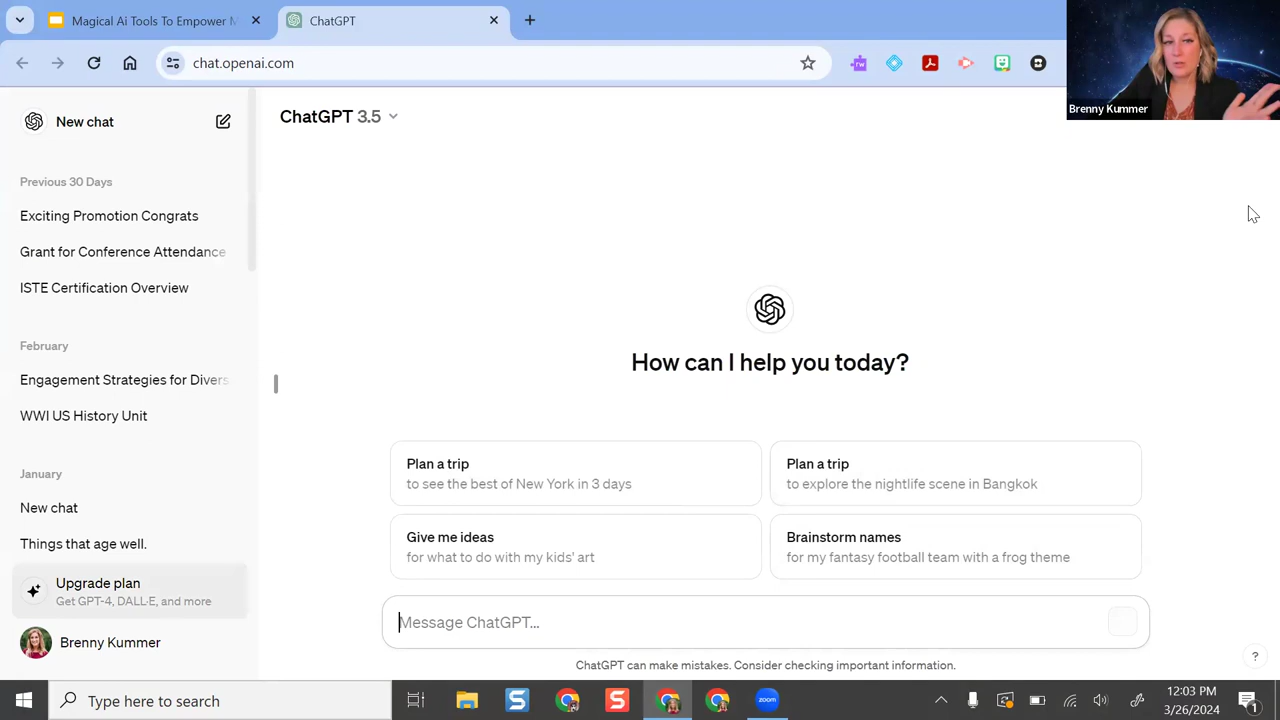 Magical Ai Tools To Empower
ChatGPT
chat.openai.com
Brenny Kummer
New chat
ChatGPT 3.5
Previous 30 Days
Exciting Promotion Congrats
Grant for Conference Attendance
ISTE Certification Overview
February
Engagement Strategies for Divers
WWI US History Unit
January
New chat
Things that age well.
Upgrade plan
Get GPT-4, DALL·E, and more
Brenny Kummer
How can I help you today?
Plan a trip
to see the best of New York in 3 days
Plan a trip
to explore the nightlife scene in Bangkok
Give me ideas
for what to do with my kids' art
Brainstorm names
for my fantasy football team with a frog theme
Message ChatGPT...
ChatGPT can make mistakes. Consider checking important information.
?
Type here to search
zoom
12:03 PM
3/26/2024
1